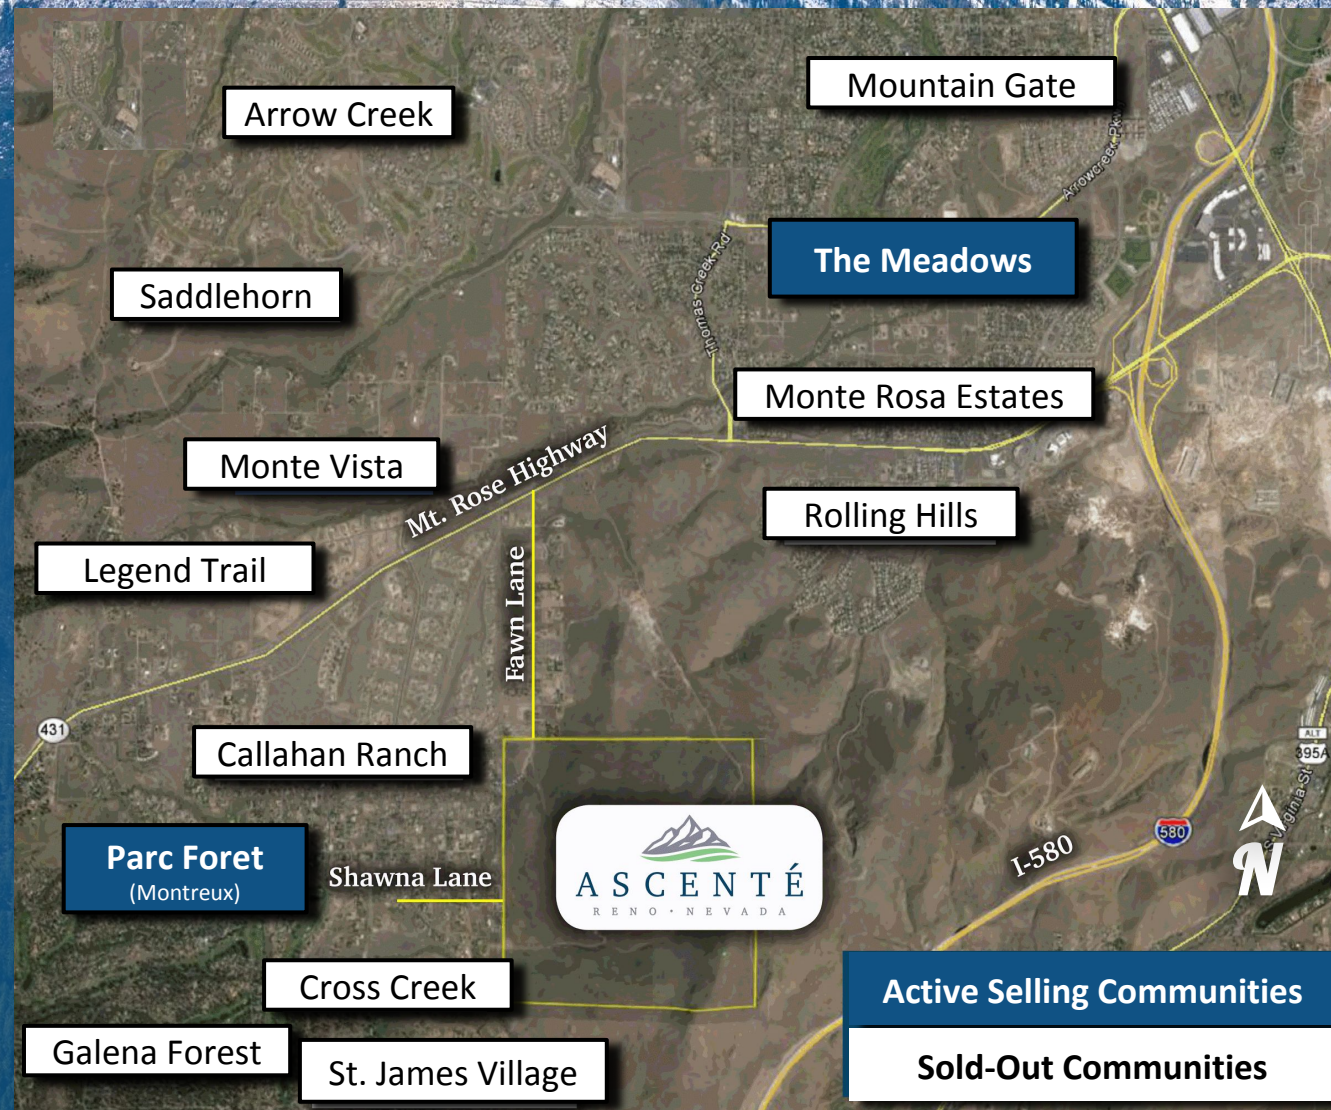 Mountain Gate
Arrow Creek
Arrowcreek Pkwy
The Meadows
Thomas Creek Rd
Saddlehorn
Monte Rosa Estates
Monte Vista
Mt. Rose Highway
Rolling Hills
Legend Trail
Fawn Lane
431
Callahan Ranch
ALT
395A
S Virginia St
580
I-580
N
Parc Foret
(Montreux)
Shawna Lane
ASCENTÉ
RENO · NEVADA
Cross Creek
Galena Forest
St. James Village
Active Selling Communities
Sold-Out Communities